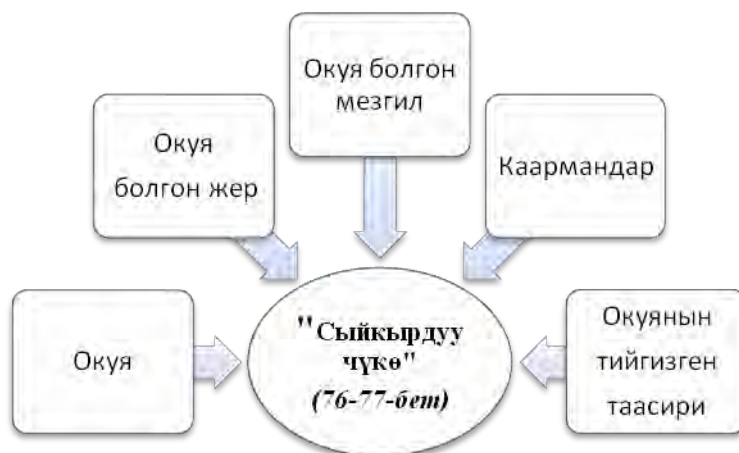 Окуя болгон
мезгил
Окуя
болгон жер
Каармандар
Окуя
"Сыйкырдуу
чүкө"
(76-77-бет)
Окуянын
тийгизген
таасири